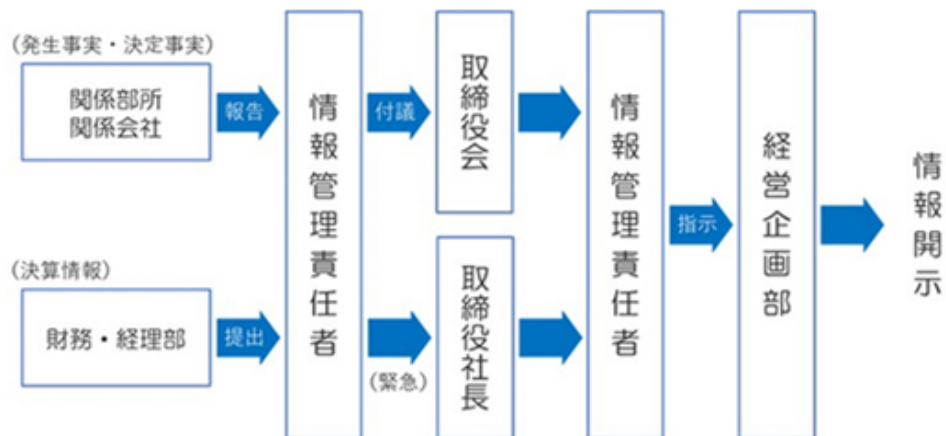 (発生事実・決定事実)
関係部所
関係会社
報告
情報管理責任者
付議
取締役会
情報管理責任者
指示
経営企画部
情報開示
(決算情報)
財務・経理部
提出
(緊急)
取締役社長